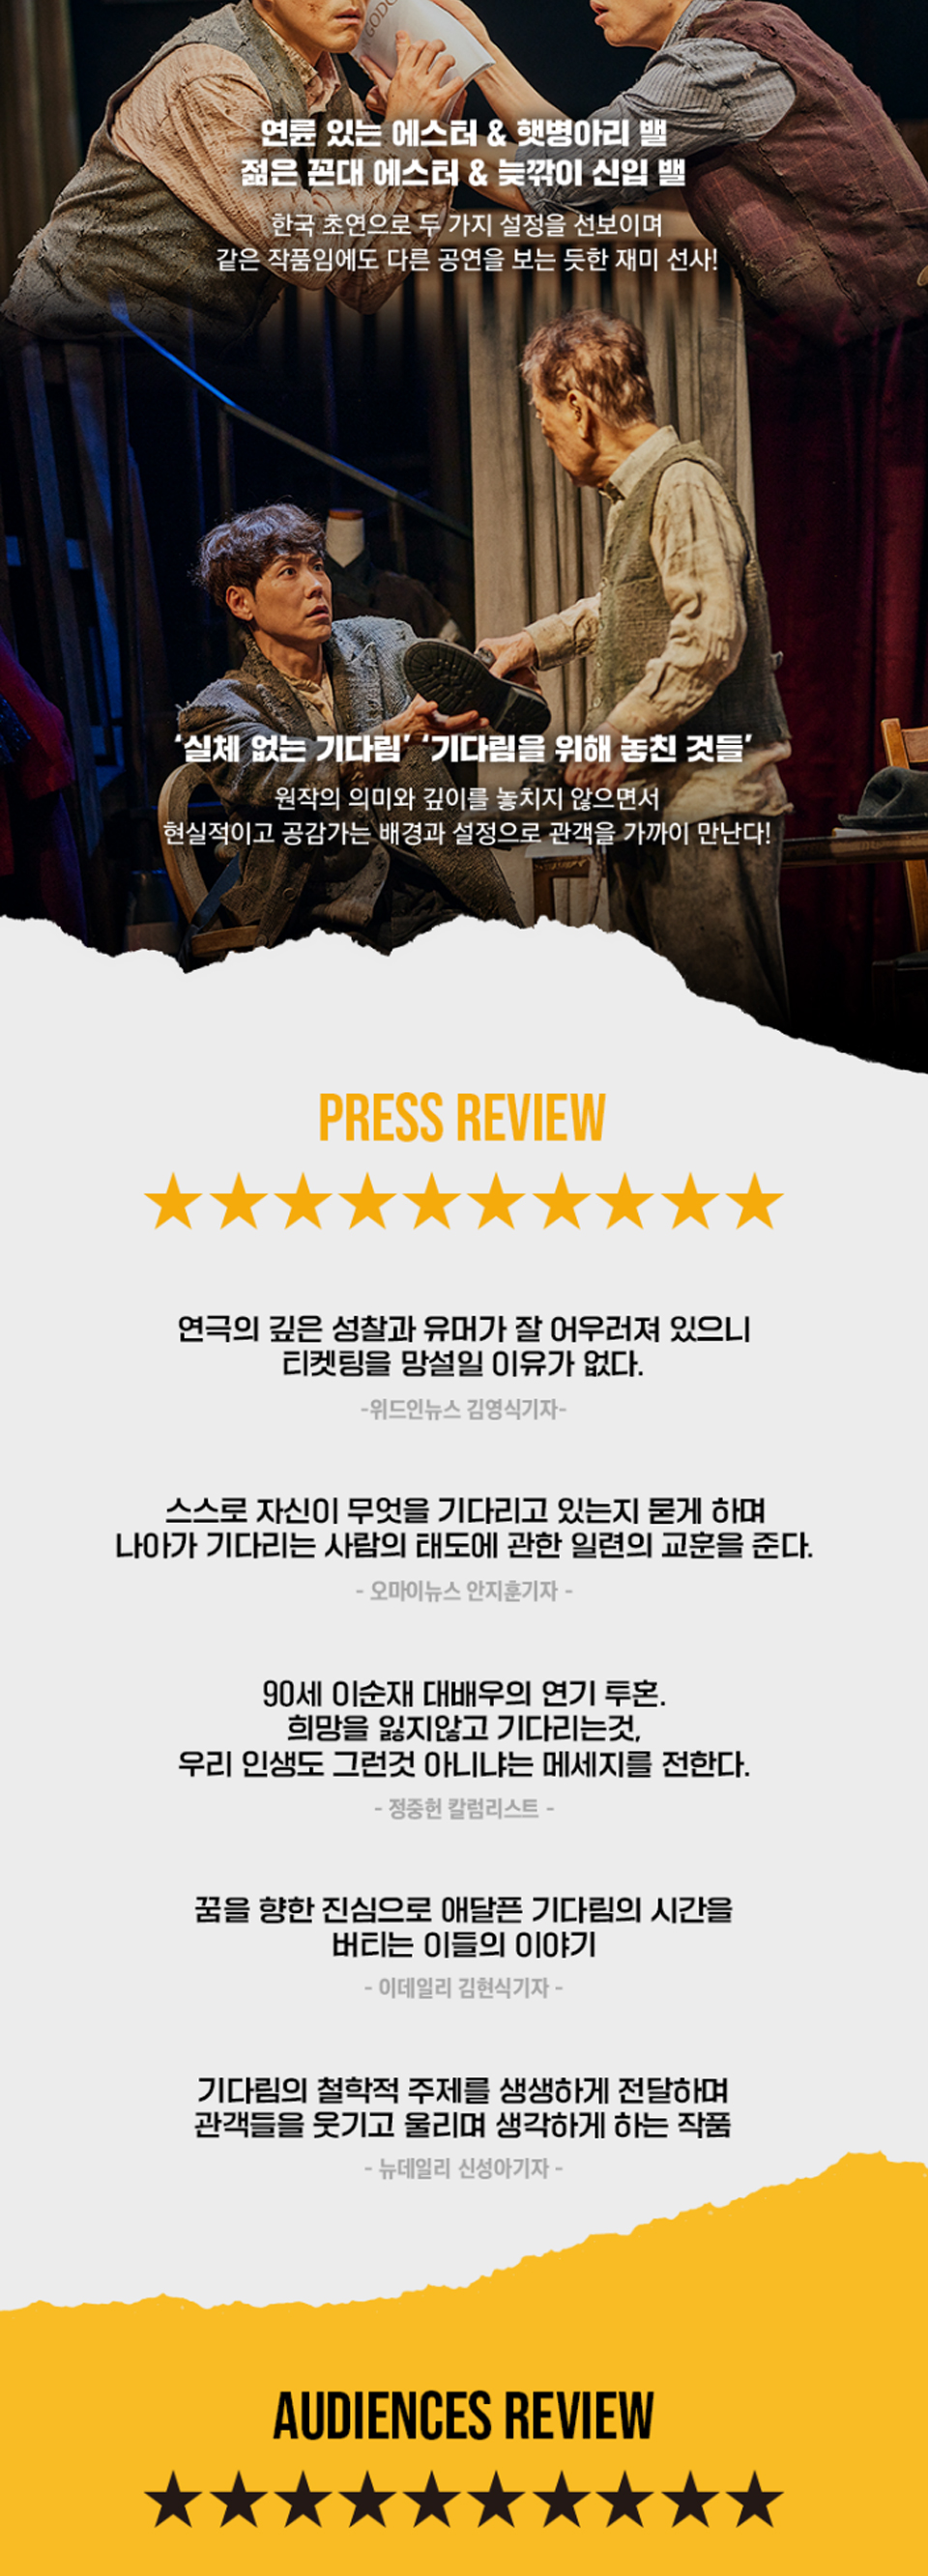 GODO
연륜 있는 에스터 & 햇병아리 밸
젊은 꼰대 에스터 & 늦깎이 신입 밸
한국 초연으로 두 가지 설정을 선보이며
같은 작품임에도 다른 공연을 보는 듯한 재미 선사!
‘실체 없는 기다림’ ‘기다림을 위해 놓친 것들’
원작의 의미와 깊이를 놓치지 않으면서
현실적이고 공감가는 배경과 설정으로 관객을 가까이 만난다!
PRESS REVIEW
연극의 깊은 성찰과 유머가 잘 어우러져 있으니
티켓팅을 망설일 이유가 없다.
-위드인뉴스 김영식기자-
스스로 자신이 무엇을 기다리고 있는지 묻게 하며
나아가 기다리는 사람의 태도에 관한 일련의 교훈을 준다.
- 오마이뉴스 안지훈기자 -
90세 이순재 대배우의 연기 투혼.
희망을 잃지않고 기다리는것,
우리 인생도 그런것 아니냐는 메세지를 전한다.
- 정중헌 칼럼리스트 -
꿈을 향한 진심으로 애달픈 기다림의 시간을
버티는 이들의 이야기
- 이데일리 김현식기자 -
기다림의 철학적 주제를 생생하게 전달하며
관객들을 웃기고 울리며 생각하게 하는 작품
- 뉴데일리 신성아기자 -
AUDIENCES REVIEW